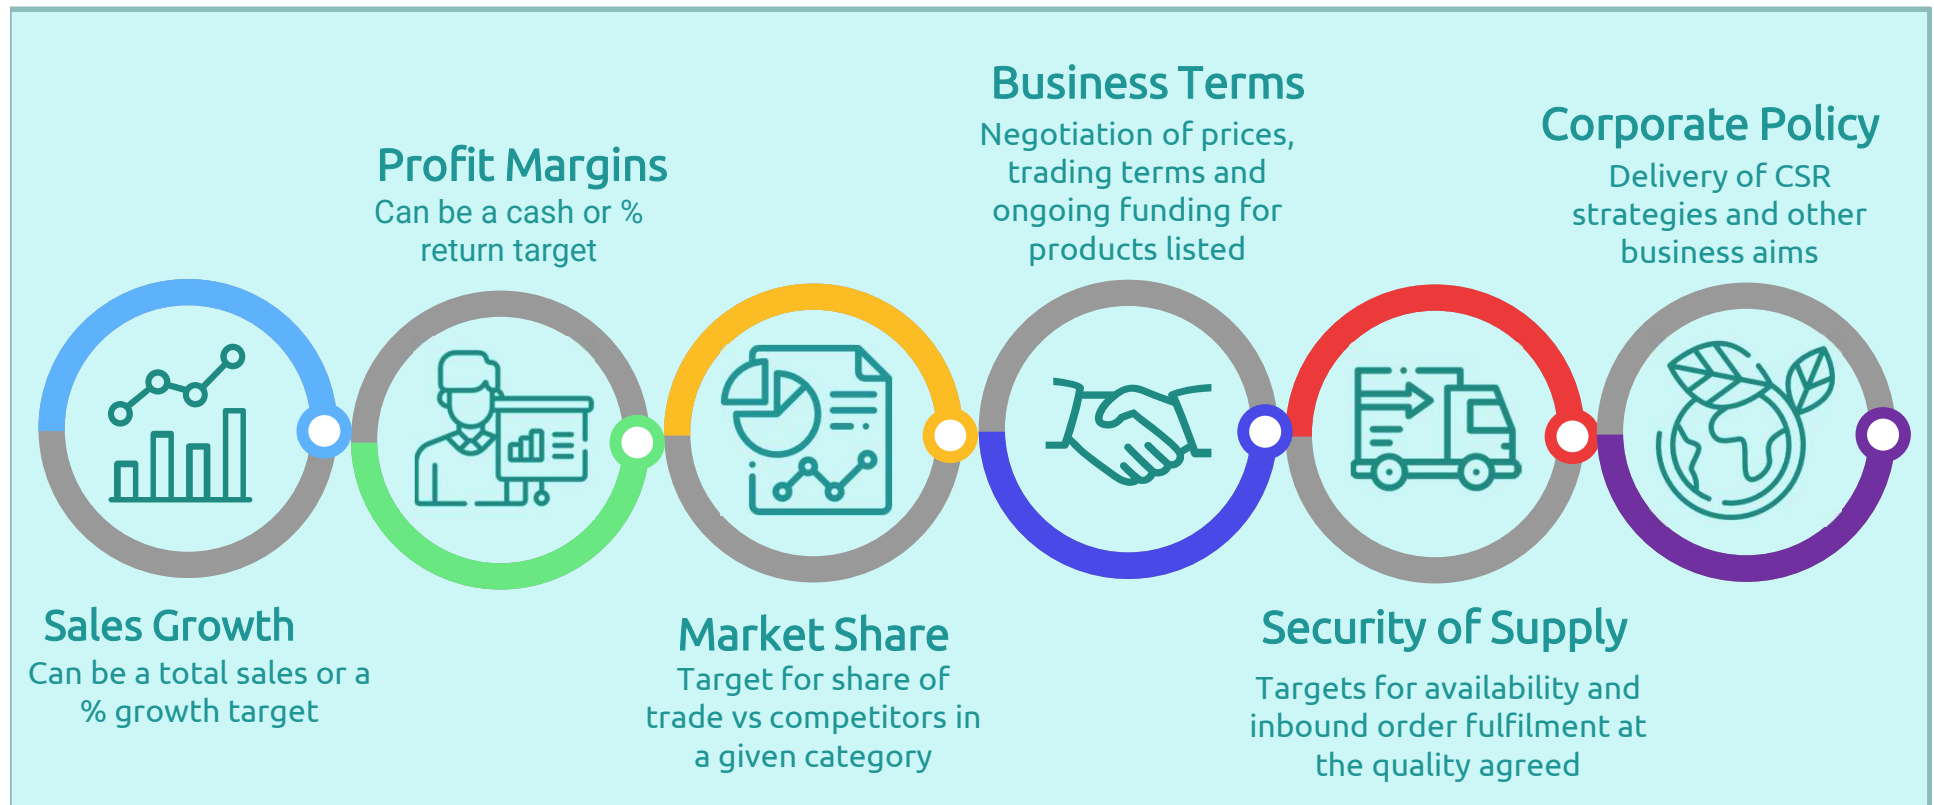 Sales Growth
Can be a total sales or a
% growth target
Profit Margins
Can be a cash or %
return target
Market Share
Target for share of
trade vs competitors in
a given category
Business Terms
Negotiation of prices,
trading terms and
ongoing funding for
products listed
Security of Supply
Targets for availability and
inbound order fulfilment at
the quality agreed
Corporate Policy
Delivery of CSR
strategies and other
business aims